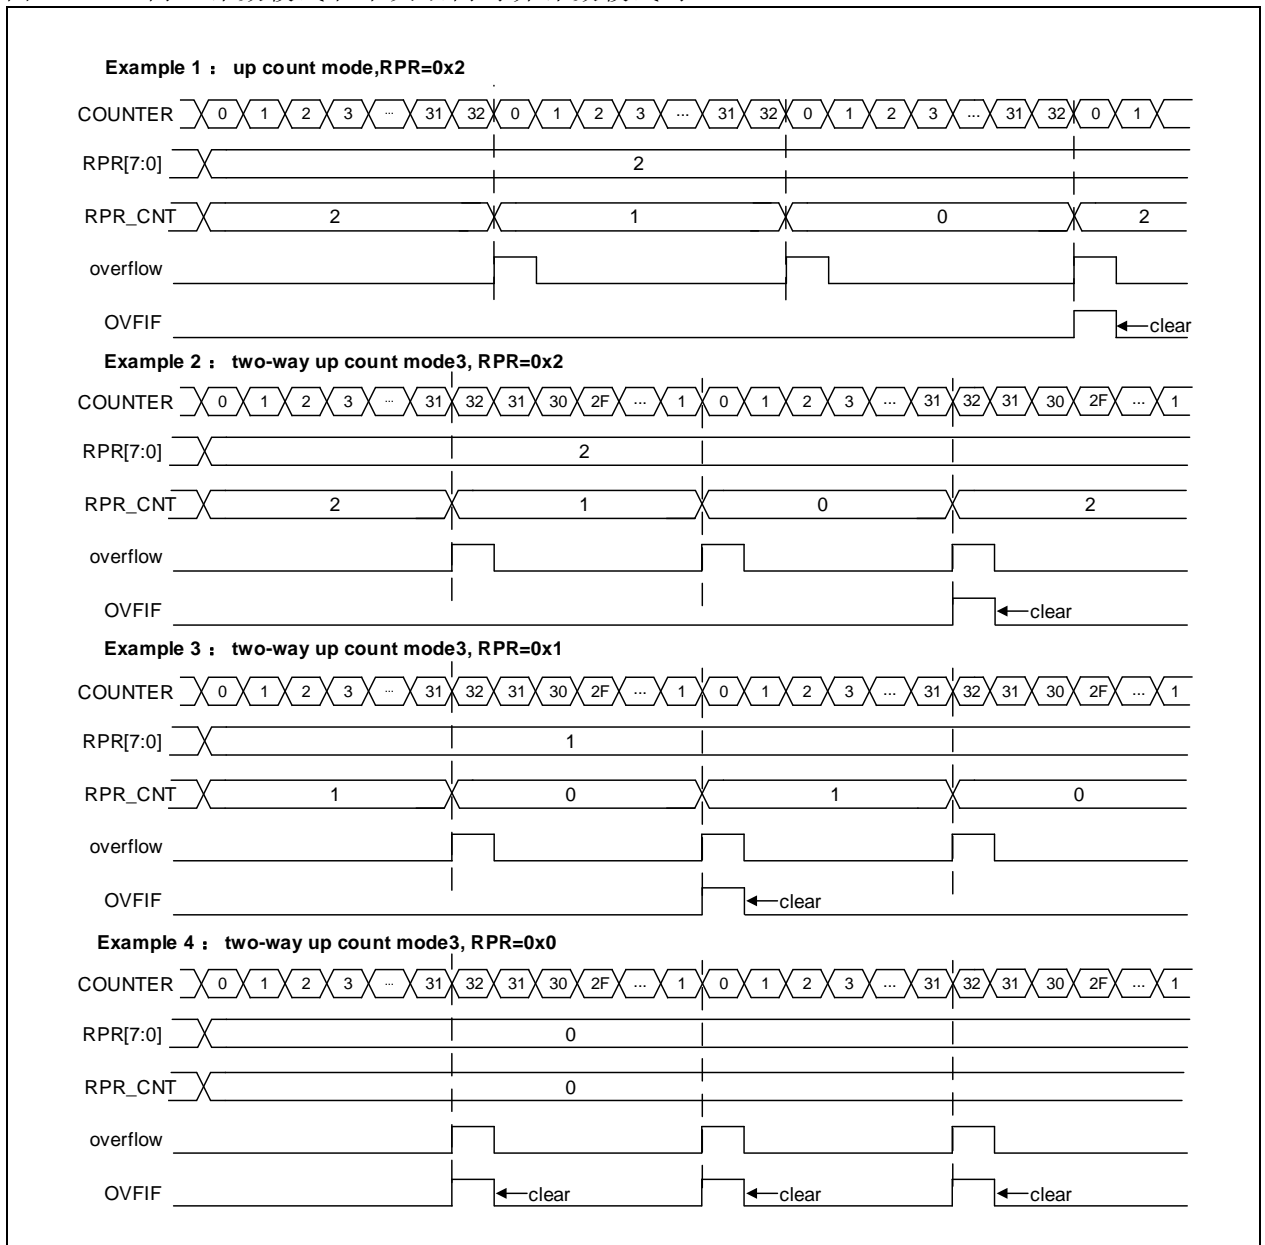 Example 1 ： up count mode,RPR=0x2
COUNTER 0 1 2 3 ... 31 32 0 1 2 3 ... 31 32 0 1 2 3 ... 31 32 0 1
RPR[7:0] 2
RPR_CNT 2 1 0 2
overflow
OVFIF clear
Example 2 ： two-way up count mode3, RPR=0x2
COUNTER 0 1 2 3 ... 31 32 31 30 2F ... 1 0 1 2 3 ... 31 32 31 30 2F ... 1
RPR[7:0] 2
RPR_CNT 2 1 0 2
overflow
OVFIF clear
Example 3 ： two-way up count mode3, RPR=0x1
COUNTER 0 1 2 3 ... 31 32 31 30 2F ... 1 0 1 2 3 ... 31 32 31 30 2F ... 1
RPR[7:0] 1
RPR_CNT 1 0 1 0
overflow
OVFIF clear
Example 4 ： two-way up count mode3, RPR=0x0
COUNTER 0 1 2 3 ... 31 32 31 30 2F ... 1 0 1 2 3 ... 31 32 31 30 2F ... 1
RPR[7:0] 0
RPR_CNT 0
overflow
OVFIF clear clear clear